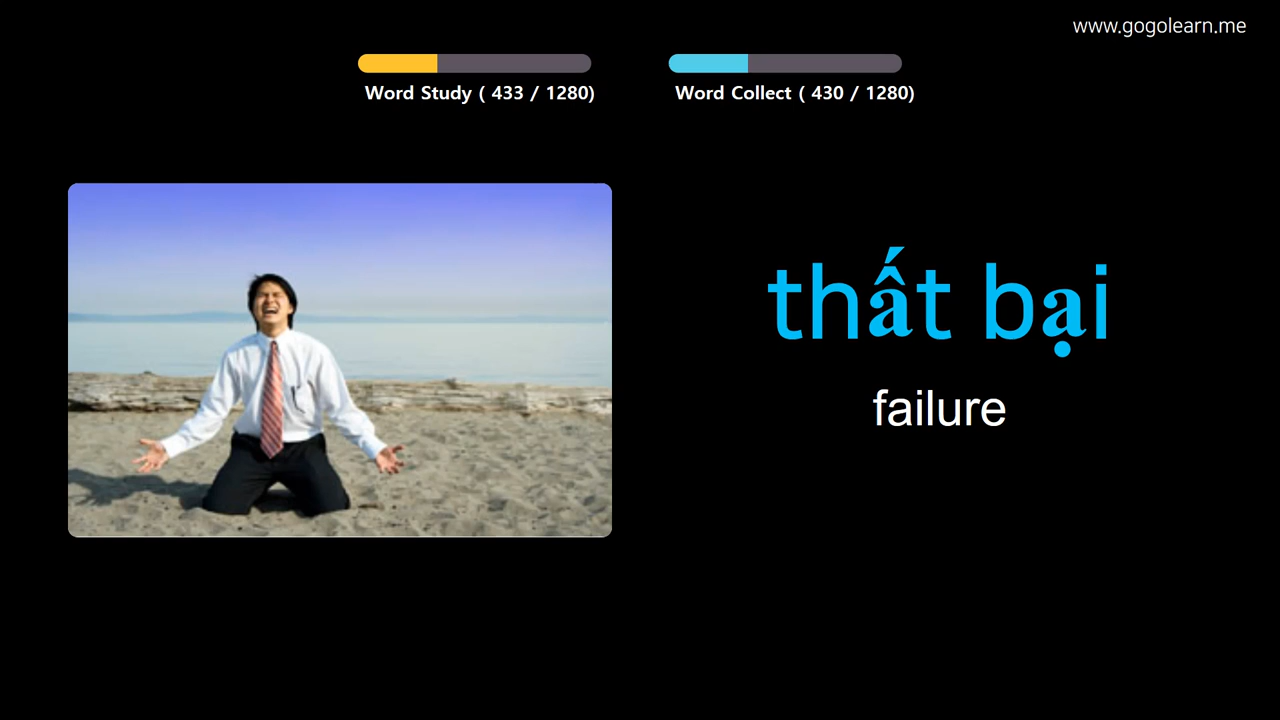 www.gogolearn.me
Word Study ( 433 / 1280)
Word Collect ( 430 / 1280)
thất bại
failure